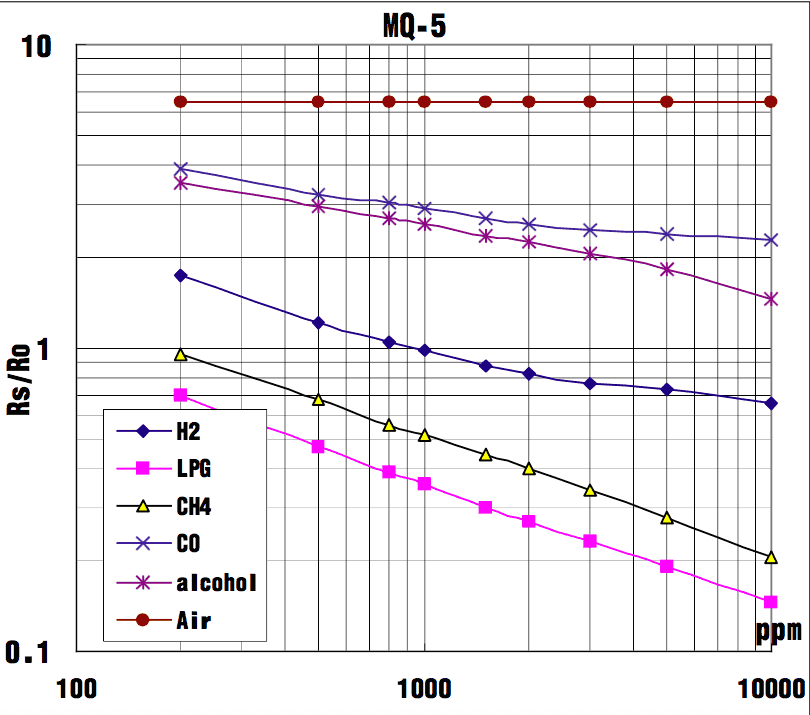 MQ-5
10
1
0.1
Rs/Ro
H2
LPG
CH4
CO
alcohol
Air
ppm
100
1000
10000